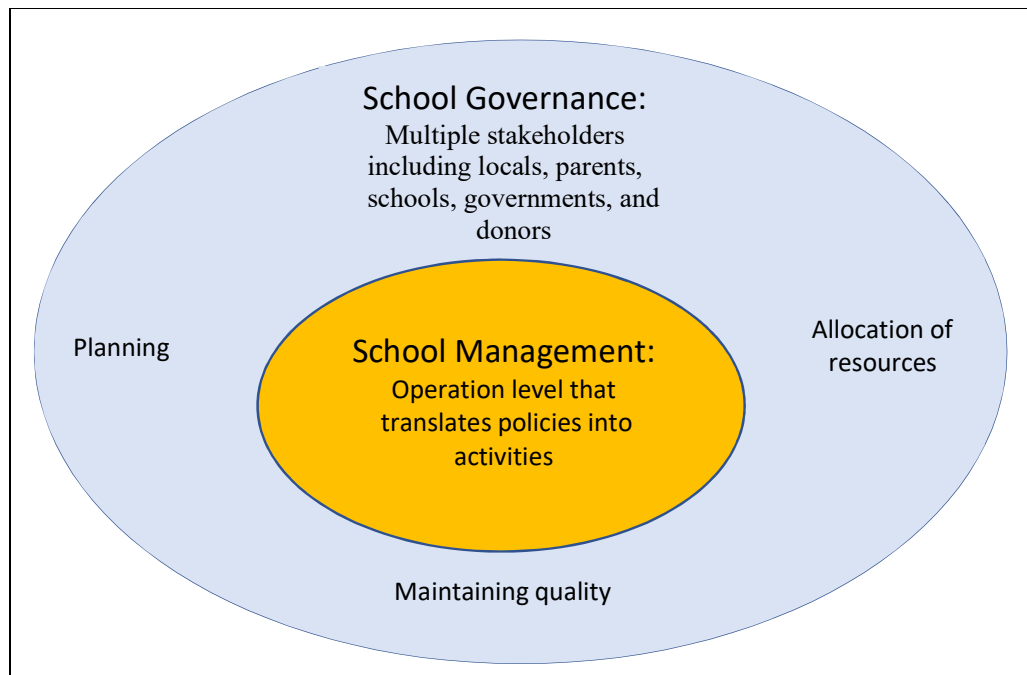 School Governance:
Multiple stakeholders
including locals, parents,
schools, governments, and
donors
Planning
Allocation of
resources
School Management:
Operation level that
translates policies into
activities
Maintaining quality